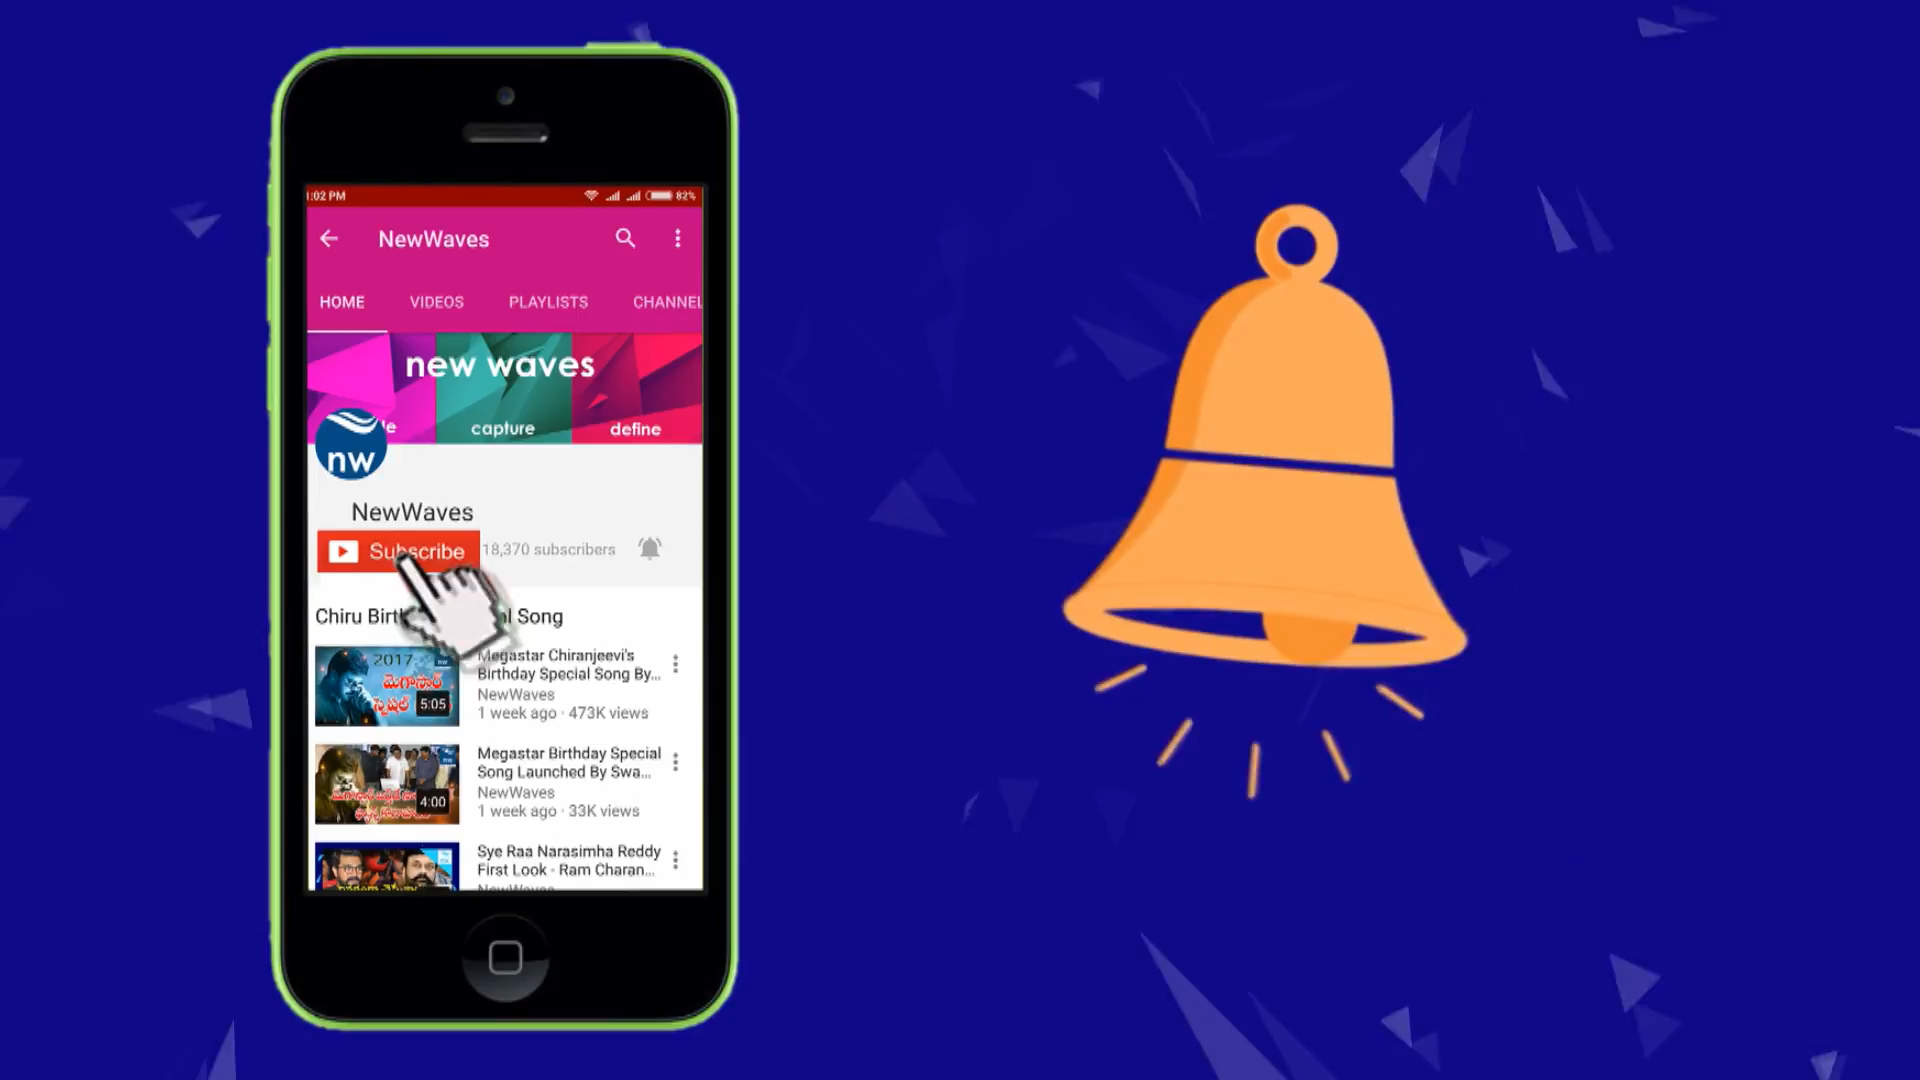 1:02 PM
82%
NewWaves
HOME VIDEOS PLAYLISTS CHANNEL
new waves
capture
define
nw
NewWaves
Subscribe
18,370 subscribers
Chiru Birt Song
2017
మెగాస్టార్
స్పెషల్
5:05
Megastar Chiranjeevi's
Birthday Special Song By...
NewWaves
1 week ago · 473K views
4:00
Megastar Birthday Special
Song Launched By Swa...
NewWaves
1 week ago · 33K views
Sye Raa Narasimha Reddy
First Look - Ram Charan...
NewWaves